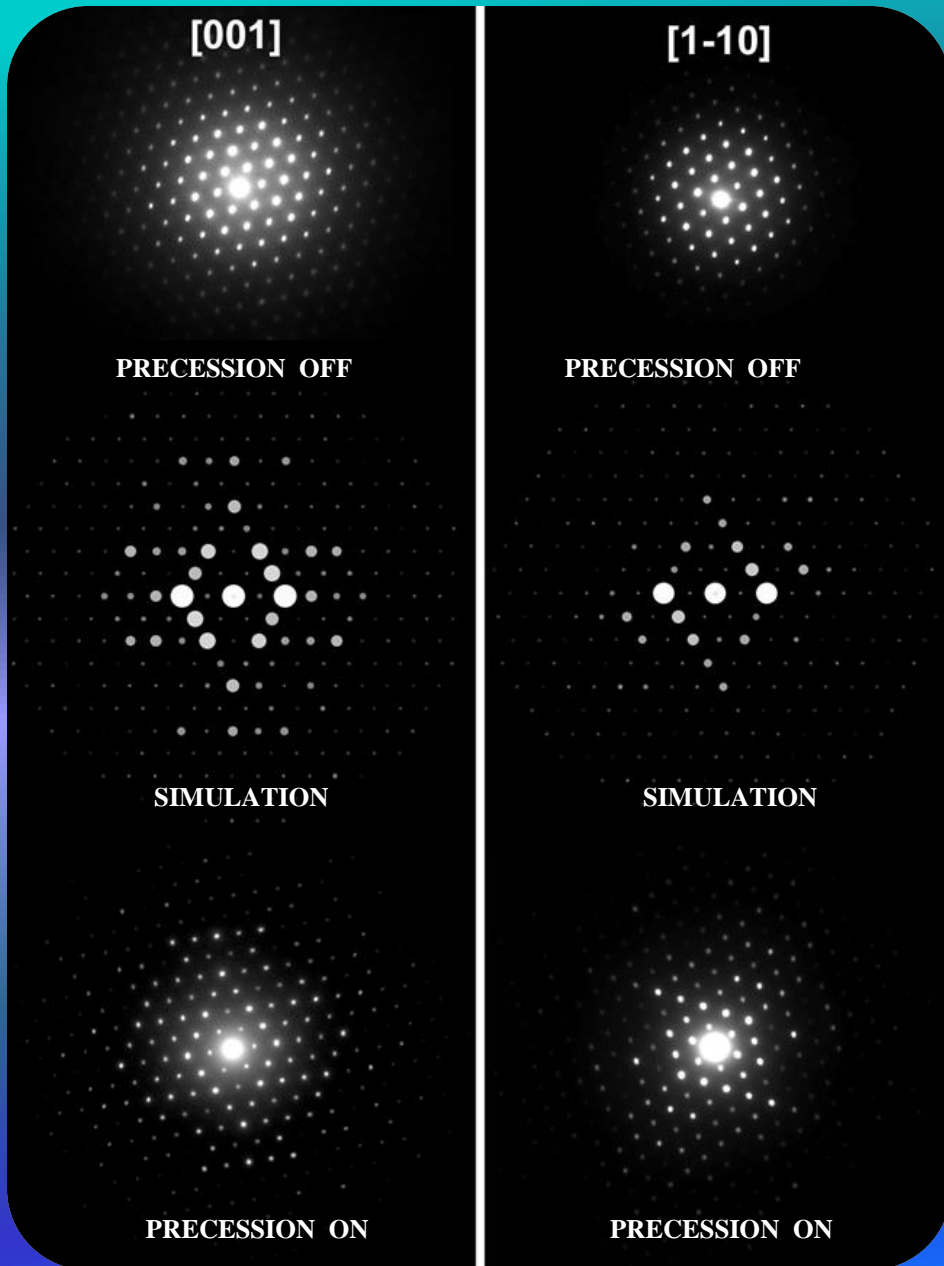 [001]
[1-10]
PRECESSION OFF
PRECESSION OFF
SIMULATION
SIMULATION
PRECESSION ON
PRECESSION ON